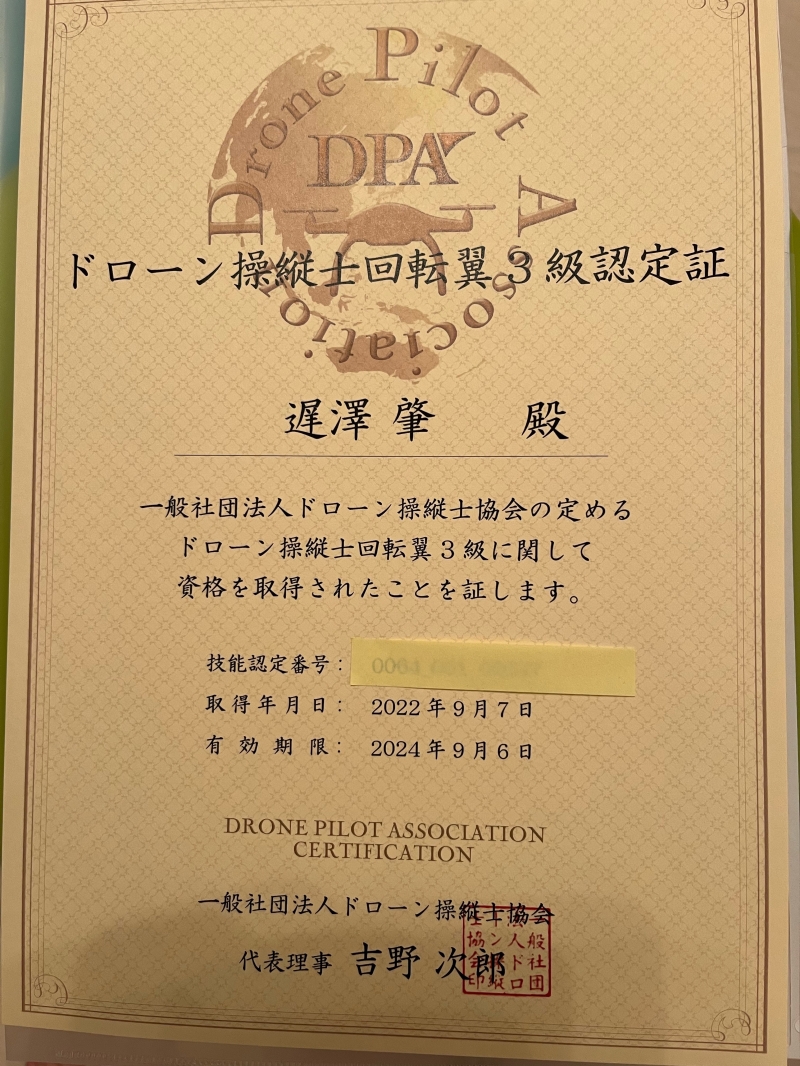 Drone Pilot Association
DPA
ドローン操縦士回転翼3級認定証
遅澤 肇 殿
一般社団法人ドローン操縦士協会の定める
ドローン操縦士回転翼3級に関して
資格を取得されたことを証します。
技能認定番号：
取得年月日： 2022年9月7日
有効期限： 2024年9月6日
DRONE PILOT ASSOCIATION
CERTIFICATION
一般社団法人ドローン操縦士協会
代表理事 吉野 次郎